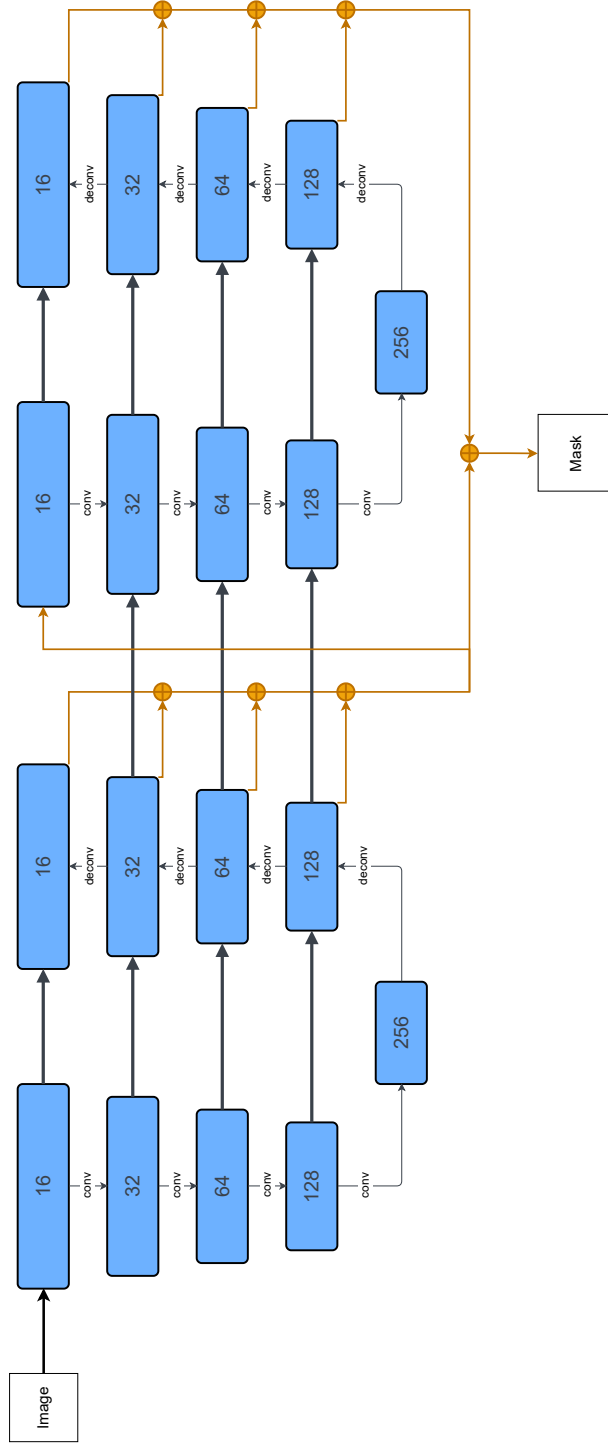 Image 16 16 16 16
conv deconv conv deconv
32 32 32 32
conv deconv conv deconv
64 64 64 64
conv deconv conv deconv
128 128 128 128
conv deconv conv deconv
256 256
Mask